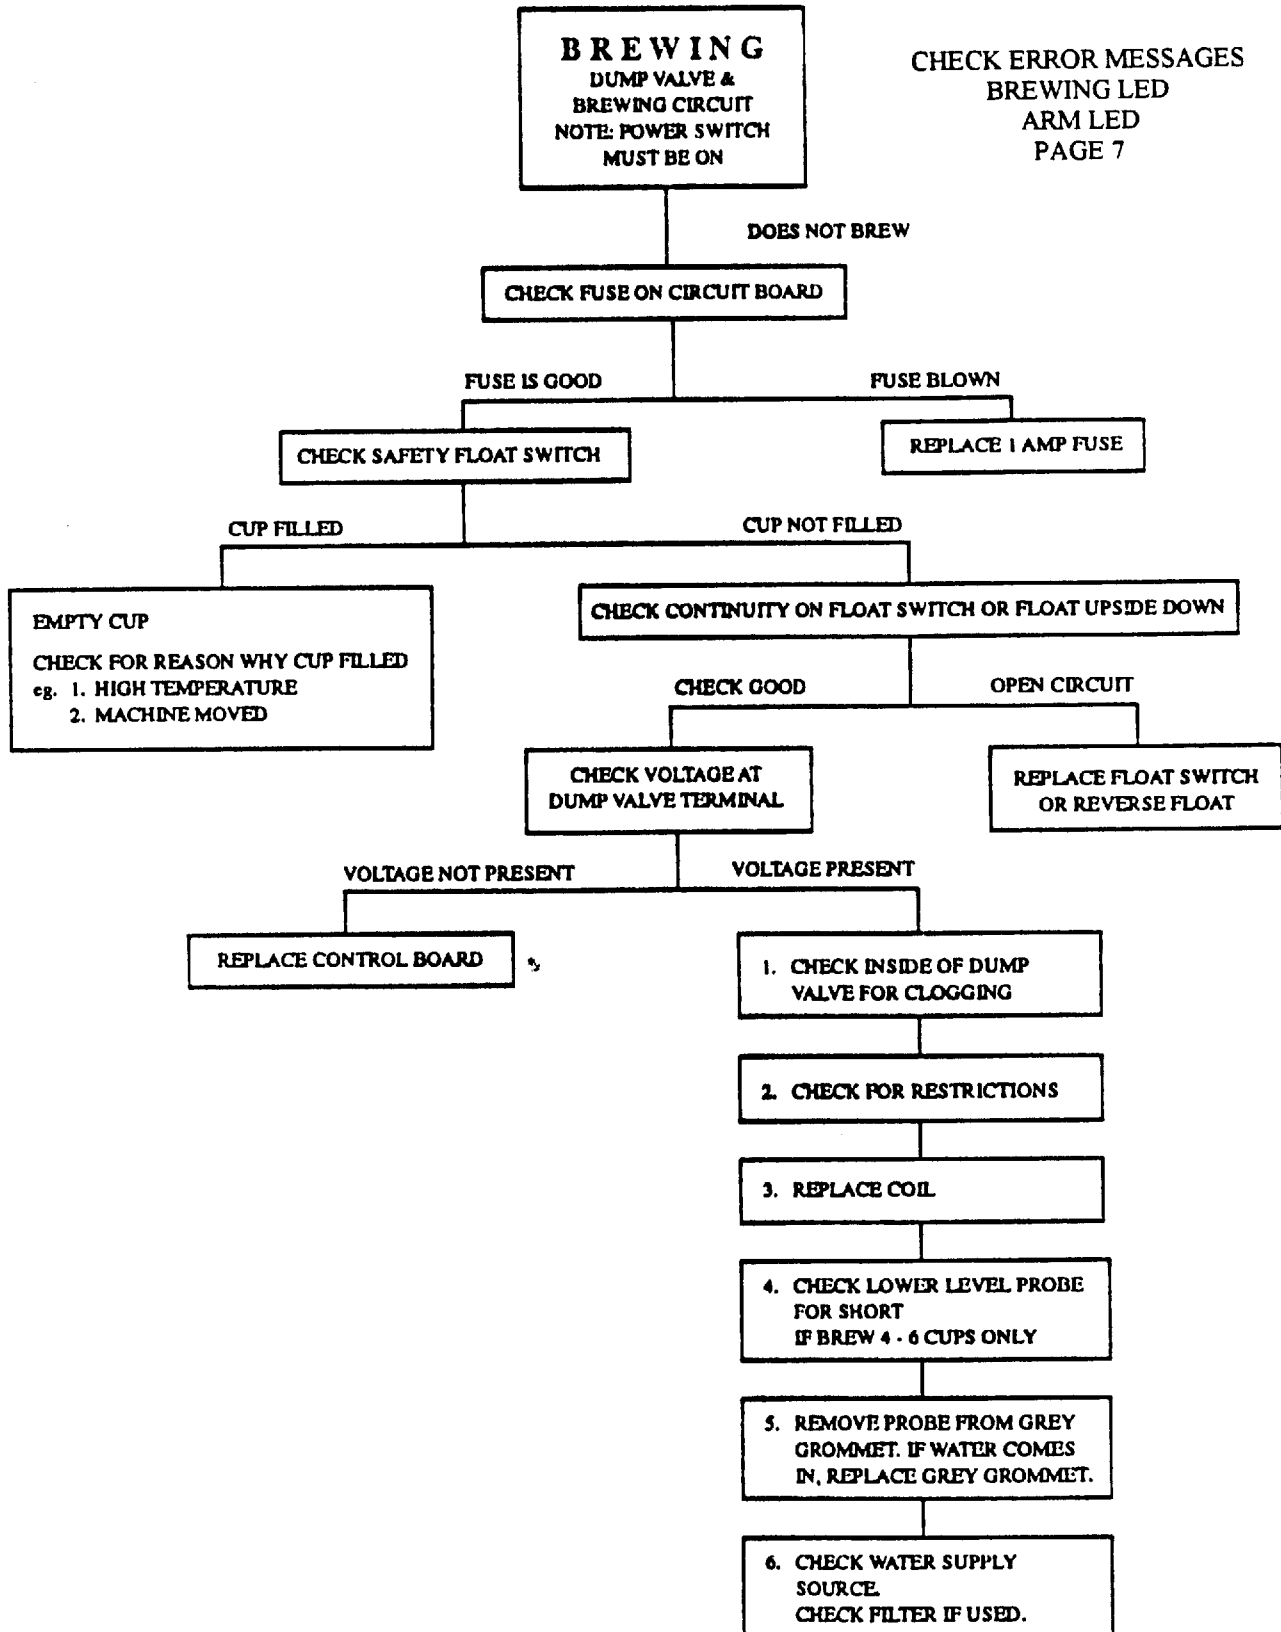 BREWING
DUMP VALVE &
BREWING CIRCUIT
NOTE: POWER SWITCH
MUST BE ON
CHECK ERROR MESSAGES
BREWING LED
ARM LED
PAGE 7
DOES NOT BREW
CHECK FUSE ON CIRCUIT BOARD
FUSE IS GOOD
FUSE BLOWN
CHECK SAFETY FLOAT SWITCH
REPLACE 1 AMP FUSE
CUP FILLED
CUP NOT FILLED
EMPTY CUP
CHECK FOR REASON WHY CUP FILLED
eg. 1. HIGH TEMPERATURE
2. MACHINE MOVED
CHECK CONTINUITY ON FLOAT SWITCH OR FLOAT UPSIDE DOWN
CHECK GOOD
OPEN CIRCUIT
CHECK VOLTAGE AT
DUMP VALVE TERMINAL
REPLACE FLOAT SWITCH
OR REVERSE FLOAT
VOLTAGE NOT PRESENT
VOLTAGE PRESENT
REPLACE CONTROL BOARD
1. CHECK INSIDE OF DUMP
VALVE FOR CLOGGING
2. CHECK FOR RESTRICTIONS
3. REPLACE COIL
4. CHECK LOWER LEVEL PROBE
FOR SHORT
IF BREW 4 - 6 CUPS ONLY
5. REMOVE PROBE FROM GREY
GROMMET. IF WATER COMES
IN, REPLACE GREY GROMMET.
6. CHECK WATER SUPPLY
SOURCE.
CHECK FILTER IF USED.